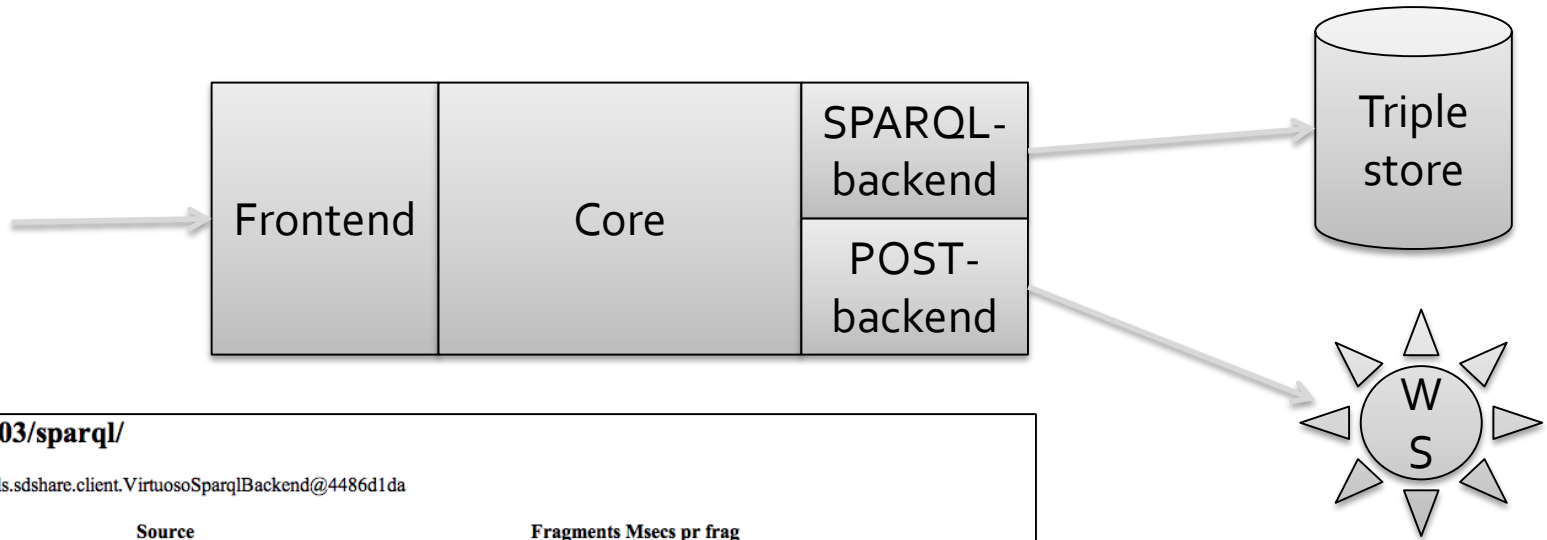 Frontend
Core
SPARQL-
backend
POST-
backend
Triple
store
W
S
03/sparql/
ls.sdshare.client.VirtuosoSparqlBackend@4486d1da
Source Fragments Msecs pr frag